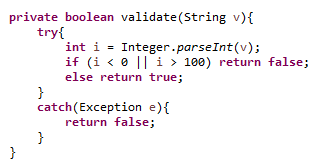 private boolean validate(String v){
    try{
        int i = Integer.parseInt(v);
        if (i < 0 || i > 100) return false;
        else return true;
    }
    catch(Exception e){
        return false;
    }
}